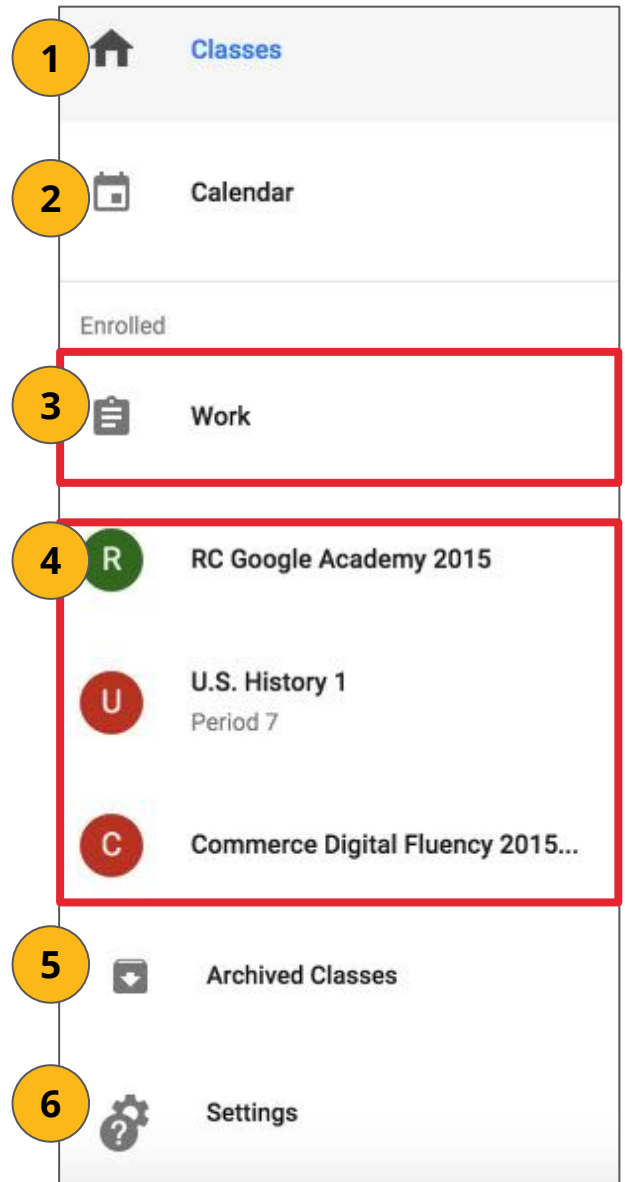 1 Classes
2 Calendar
Enrolled
3 Work
4 R RC Google Academy 2015
U U.S. History 1
Period 7
C Commerce Digital Fluency 2015...
5 Archived Classes
6 ? Settings